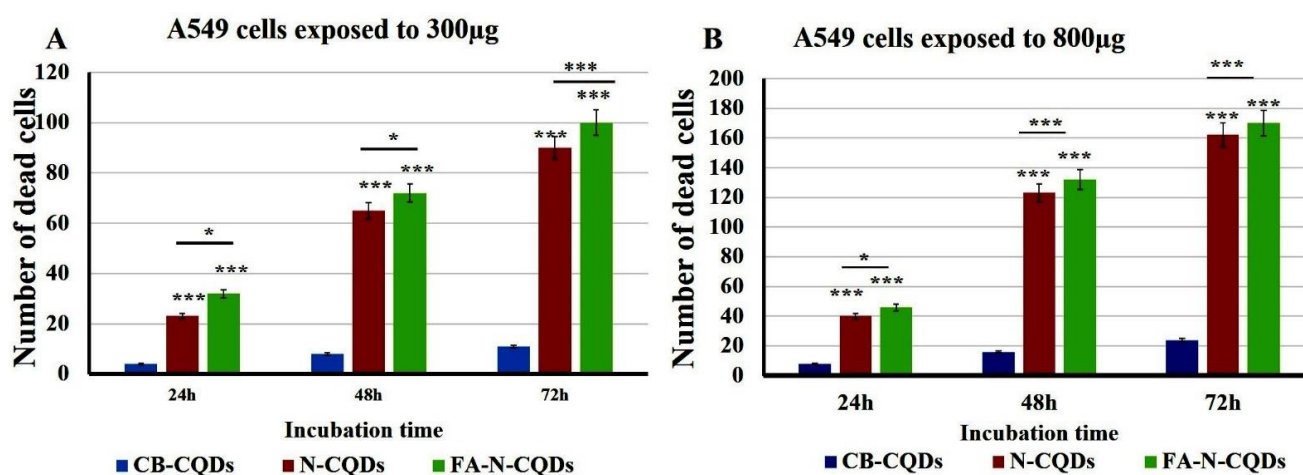 A
A549 cells exposed to 300µg
Number of dead cells
120
100
80
60
40
20
0
***
***
***
*
***
***
*
***
***
24h
48h
72h
Incubation time
CB-CQDs N-CQDs FA-N-CQDs
B
A549 cells exposed to 800µg
Number of dead cells
200
180
160
140
120
100
80
60
40
20
0
***
***
***
***
***
***
*
***
***
24h
48h
72h
Incubation time
CB-CQDs N-CQDs FA-N-CQDs